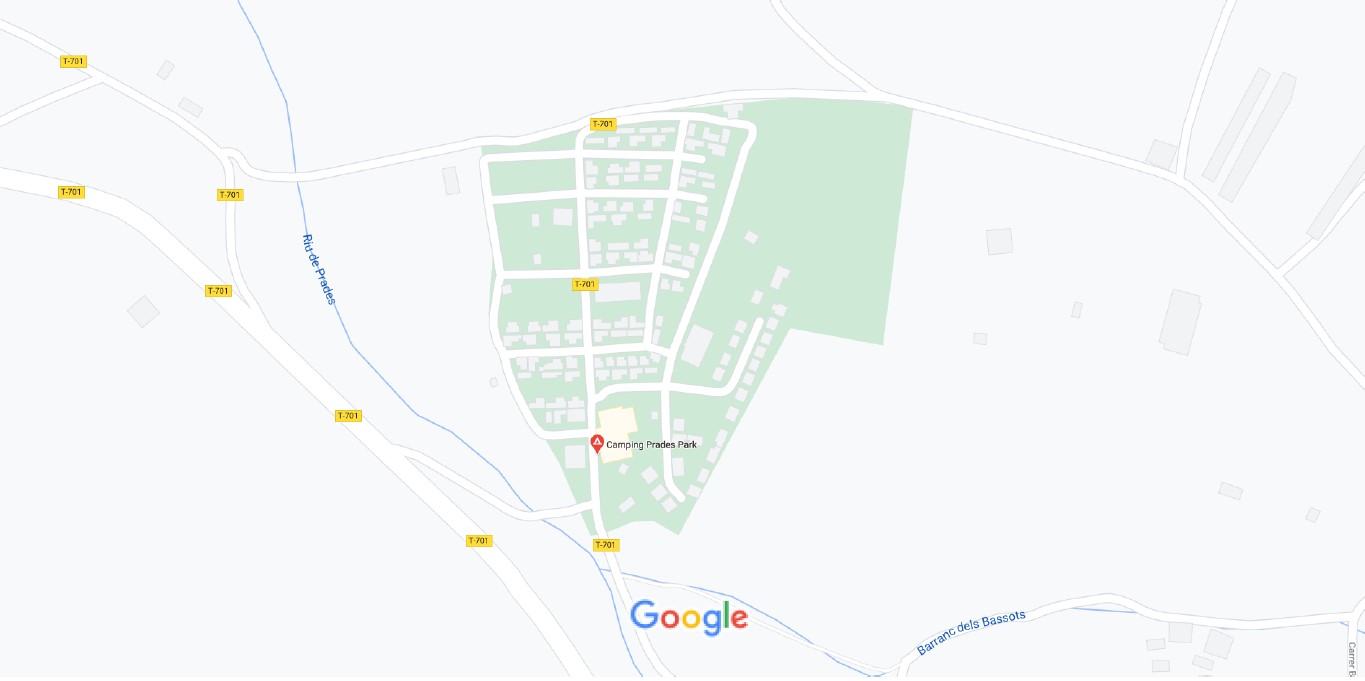 T-701
T-701
T-701
T-701
Riu de Prades
T-701
T-701
T-701
Camping Prades Park
T-701
T-701
Google
Barranc dels Bassots
Carrer B